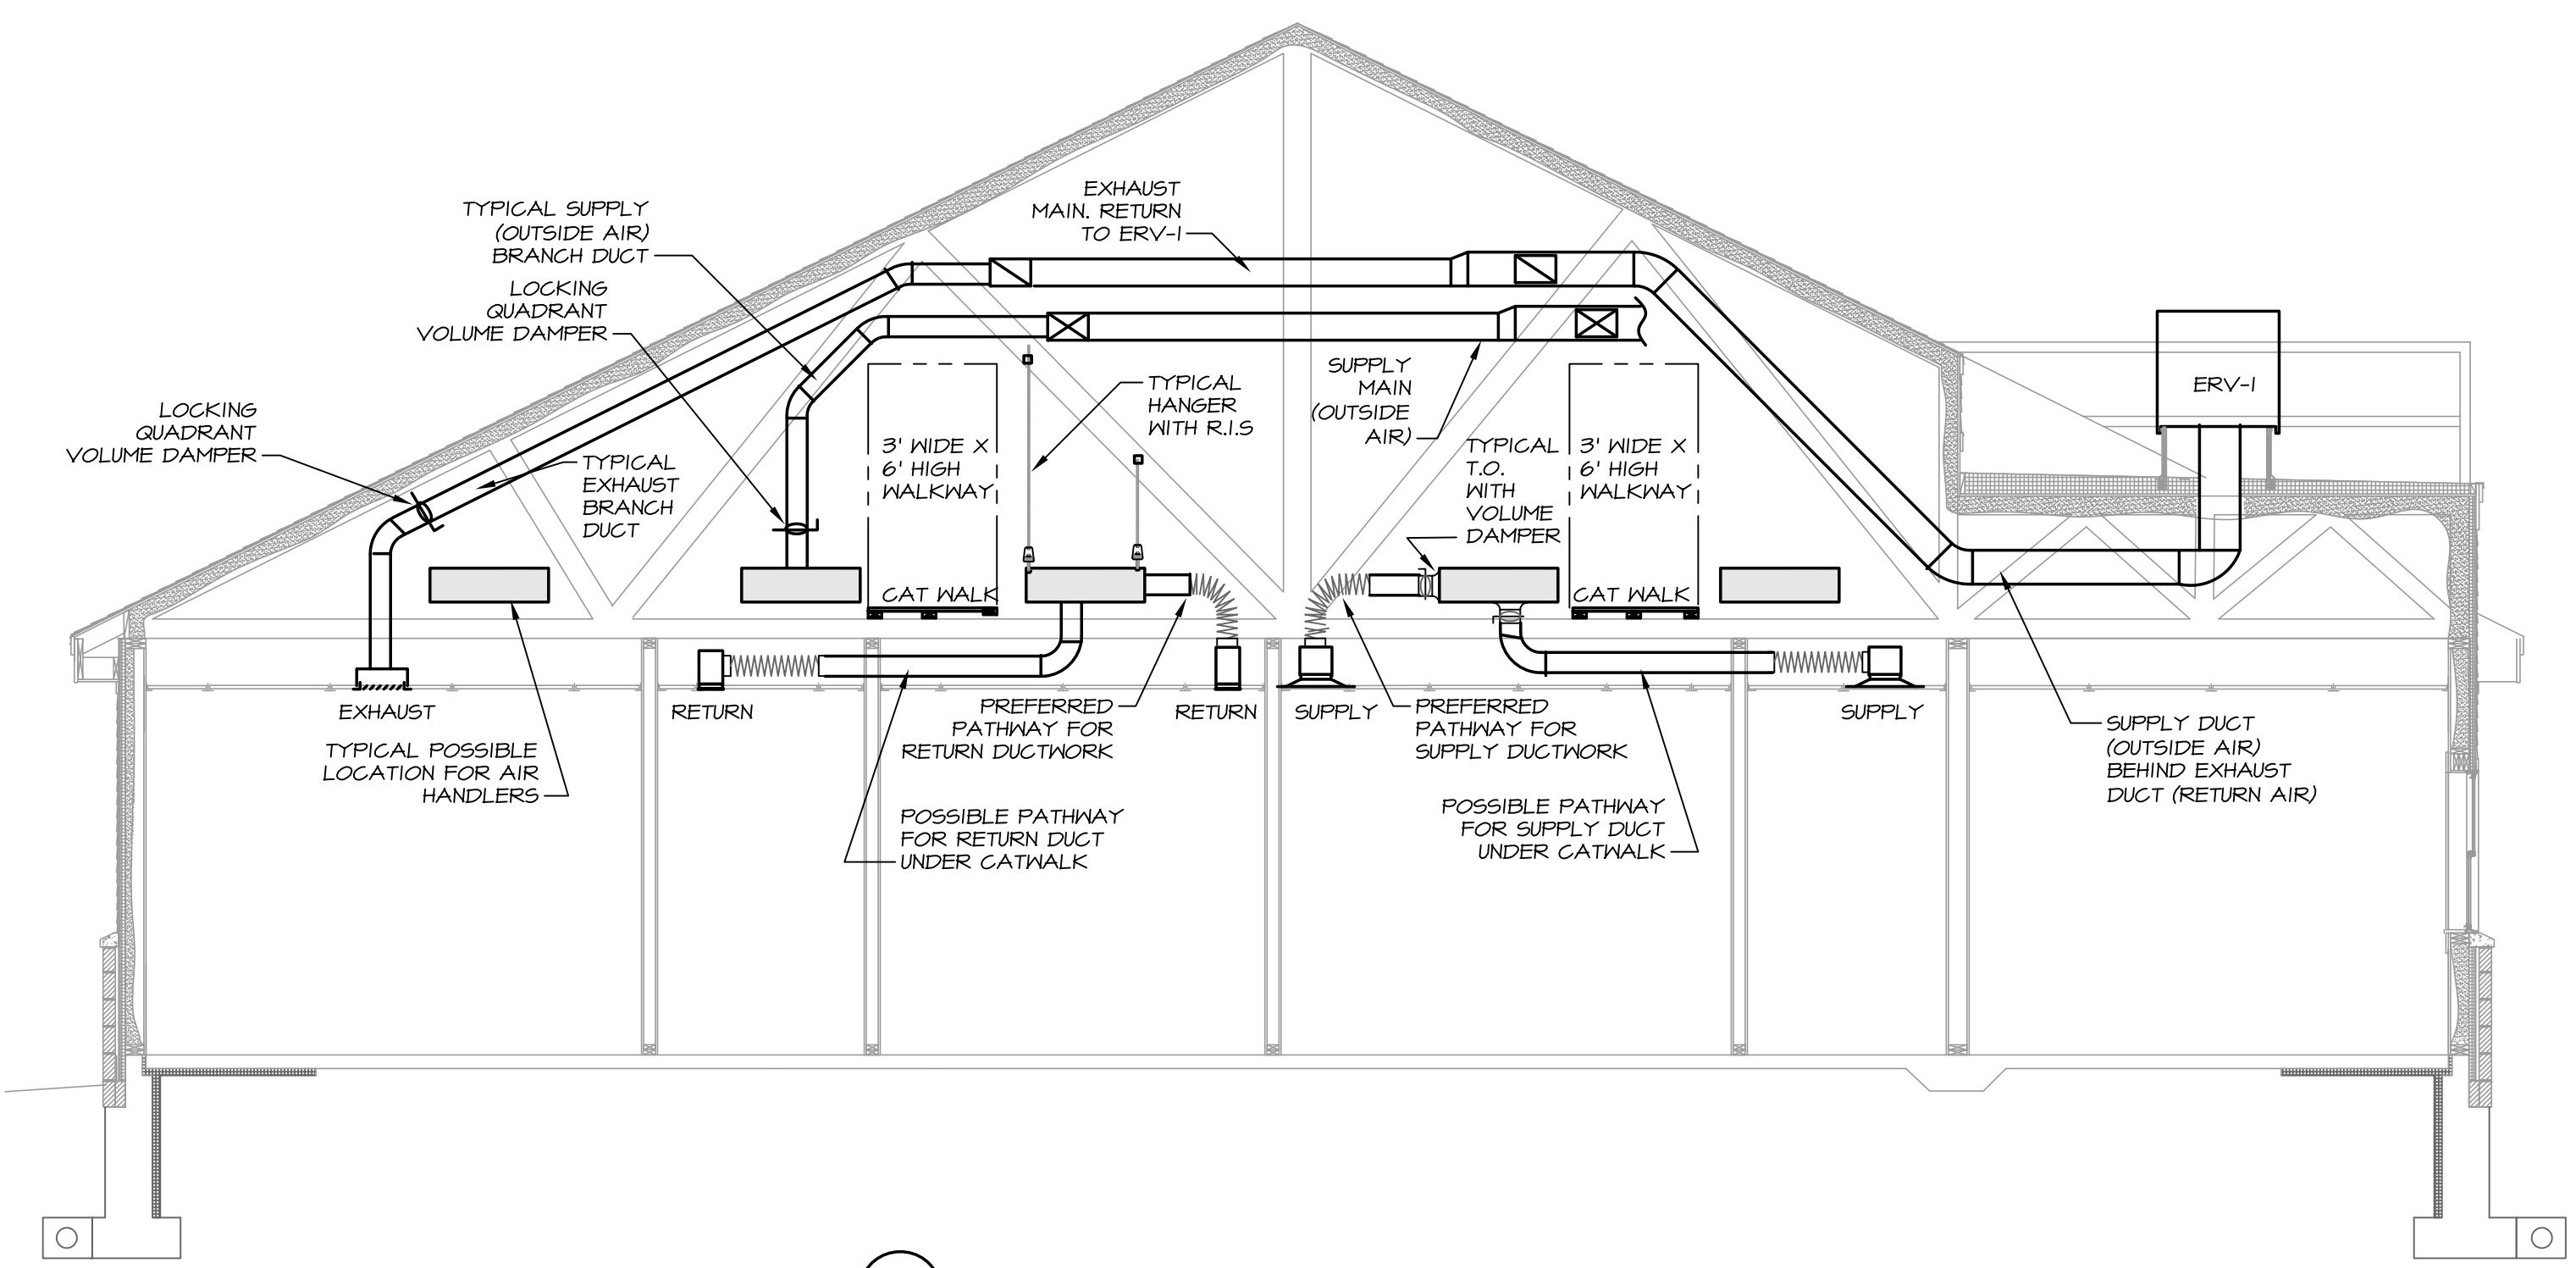 EXHAUST
MAIN. RETURN
TO ERV-1
TYPICAL SUPPLY
(OUTSIDE AIR)
BRANCH DUCT
LOCKING
QUADRANT
VOLUME DAMPER
LOCKING
QUADRANT
VOLUME DAMPER
TYPICAL
EXHAUST
BRANCH
DUCT
3' WIDE X
6' HIGH
WALKWAY
CAT WALK
TYPICAL
HANGER
WITH R.I.S
SUPPLY
MAIN
(OUTSIDE
AIR)
TYPICAL
T.O.
WITH
VOLUME
DAMPER
3' WIDE X
6' HIGH
WALKWAY
CAT WALK
ERV-1
EXHAUST
RETURN
RETURN
SUPPLY
SUPPLY
TYPICAL POSSIBLE
LOCATION FOR AIR
HANDLERS
PREFERRED
PATHWAY FOR
RETURN DUCTWORK
POSSIBLE PATHWAY
FOR RETURN DUCT
UNDER CATWALK
PREFERRED
PATHWAY FOR
SUPPLY DUCTWORK
POSSIBLE PATHWAY
FOR SUPPLY DUCT
UNDER CATWALK
SUPPLY DUCT
(OUTSIDE AIR)
BEHIND EXHAUST
DUCT (RETURN AIR)